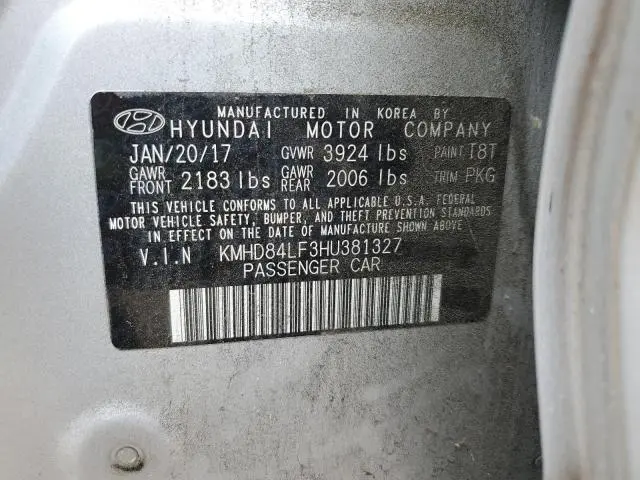 MANUFACTURED IN KOREA BY
HYUNDAI MOTOR COMPANY
JAN/20/17 GVWR 3924 lbs PAINT T8T
GAWR FRONT 2183 lbs GAWR REAR 2006 lbs TRIM PKG
THIS VEHICLE CONFORMS TO ALL APPLICABLE U.S.A. FEDERAL
MOTOR VEHICLE SAFETY, BUMPER, AND THEFT PREVENTION STANDARDS
IN EFFECT ON THE DATE OF MANUFACTURE SHOWN ABOVE.
V.I.N KMHD84LF3HU381327
PASSENGER CAR